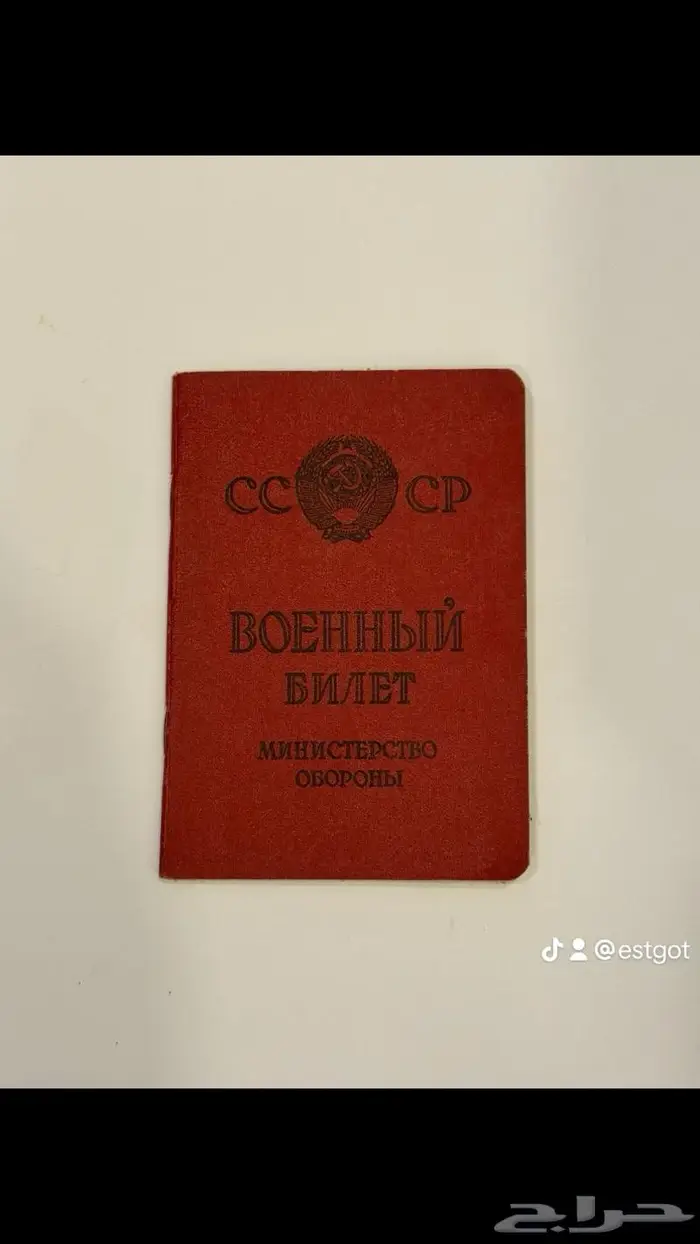 СС СР
ВОЕННЫЙ
БИЛЕТ
МИНИСТЕРСТВО
ОБОРОНЫ
@estgot
حراج